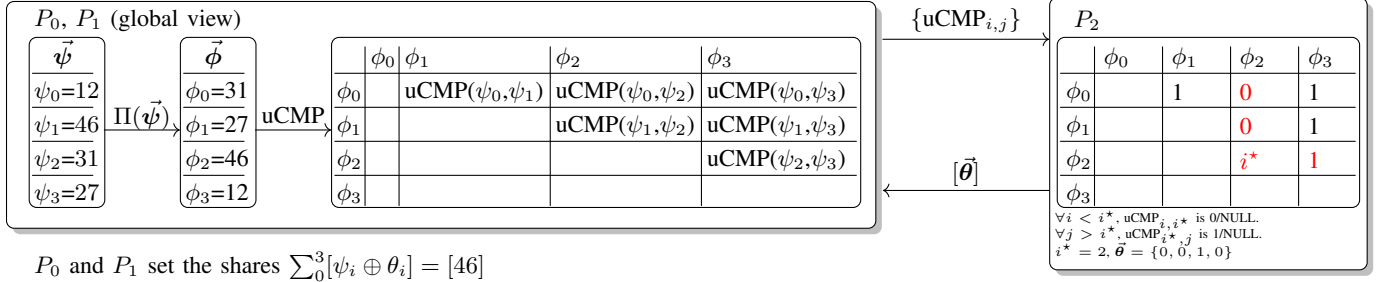 P₀, P₁ (global view)
{uCMPᵢ,ⱼ}
P₂
ψ⃗
ϕ⃗
ϕ₀ ϕ₁ ϕ₂ ϕ₃
ϕ₀ ϕ₁ ϕ₂ ϕ₃
ψ₀=12 ϕ₀=31 ϕ₀ uCMP(ψ₀,ψ₁) uCMP(ψ₀,ψ₂) uCMP(ψ₀,ψ₃)
ϕ₀ 1 0 1
ψ₁=46 Π(ψ⃗) ϕ₁=27 uCMP ϕ₁ uCMP(ψ₁,ψ₂) uCMP(ψ₁,ψ₃)
ϕ₁ 0 1
ψ₂=31 ϕ₂=46 ϕ₂ uCMP(ψ₂,ψ₃)
ϕ₂ i⋆ 1
ψ₃=27 ϕ₃=12 ϕ₃
[θ⃗]
ϕ₃
∀i < i⋆, uCMP_{i,i⋆} is 0/NULL.
∀j > i⋆, uCMP_{i⋆,j} is 1/NULL.
i⋆ = 2, θ⃗ = {0, 0, 1, 0}
P₀ and P₁ set the shares ∑₀³[ψᵢ ⊕ θᵢ] = [46]